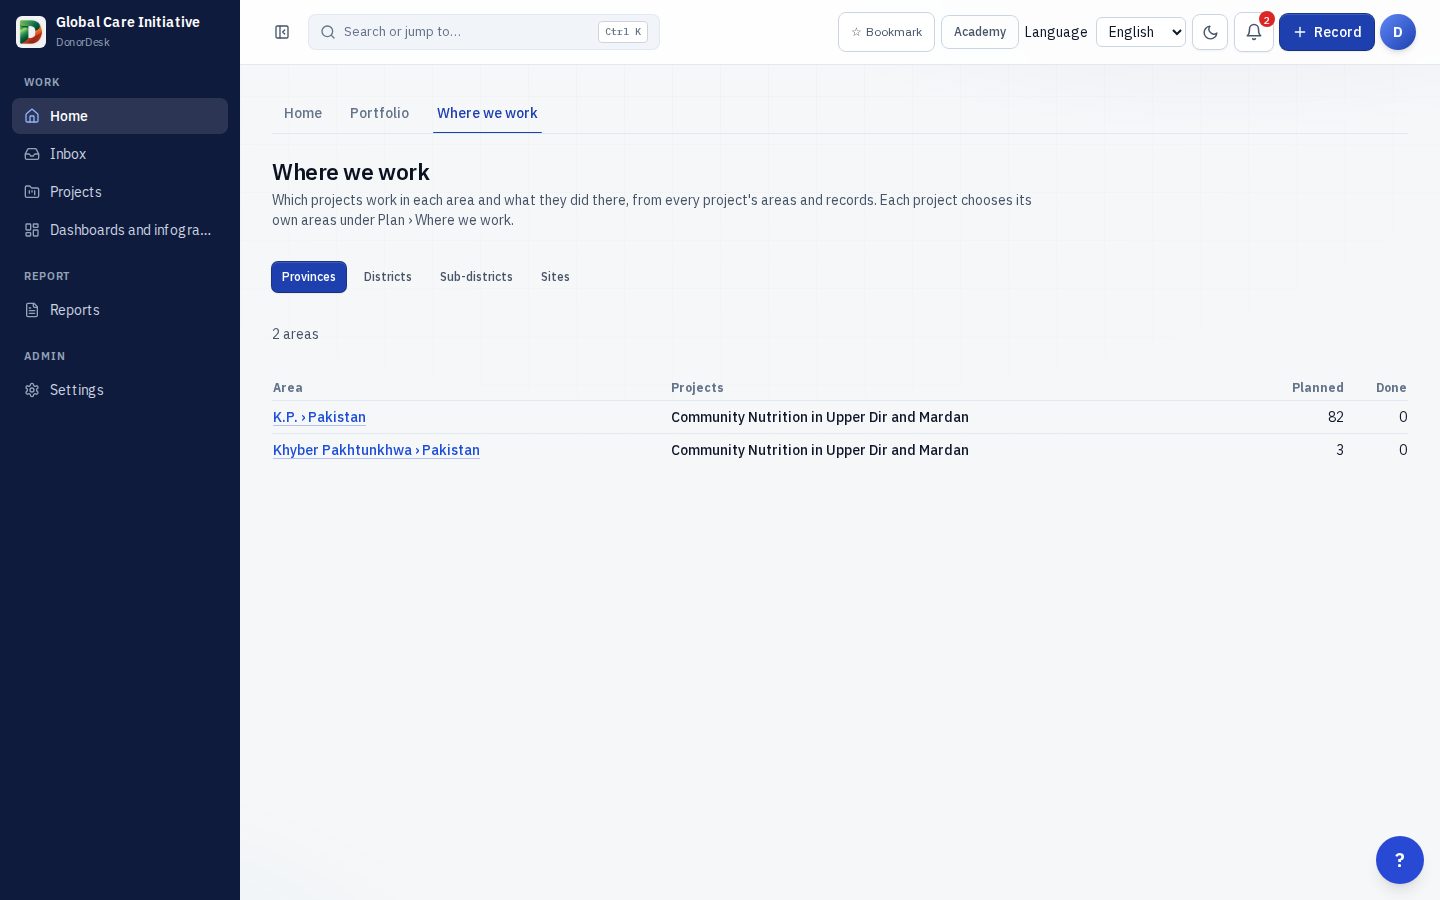 Global Care Initiative
DonorDesk
WORK
Home
Inbox
Projects
Dashboards and infogra...
REPORT
Reports
ADMIN
Settings
Search or jump to...
Ctrl K
☆ Bookmark
Academy
Language
English
2
+ Record
D
Home
Portfolio
Where we work
Where we work
Which projects work in each area and what they did there, from every project's areas and records. Each project chooses its
own areas under Plan › Where we work.
Provinces
Districts
Sub-districts
Sites
2 areas
Area Projects Planned Done
K.P. › Pakistan Community Nutrition in Upper Dir and Mardan 82 0
Khyber Pakhtunkhwa › Pakistan Community Nutrition in Upper Dir and Mardan 3 0
?